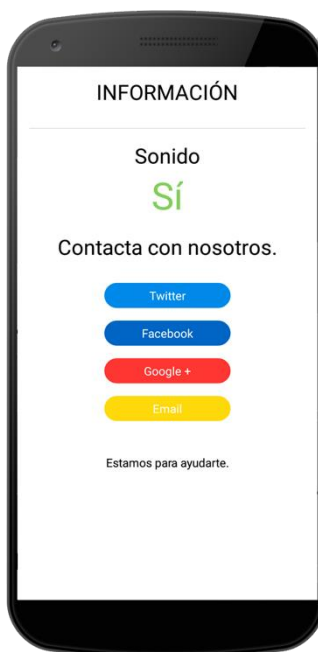 INFORMACIÓN
Sonido
Sí
Contacta con nosotros.
Twitter
Facebook
Google +
Email
Estamos para ayudarte.